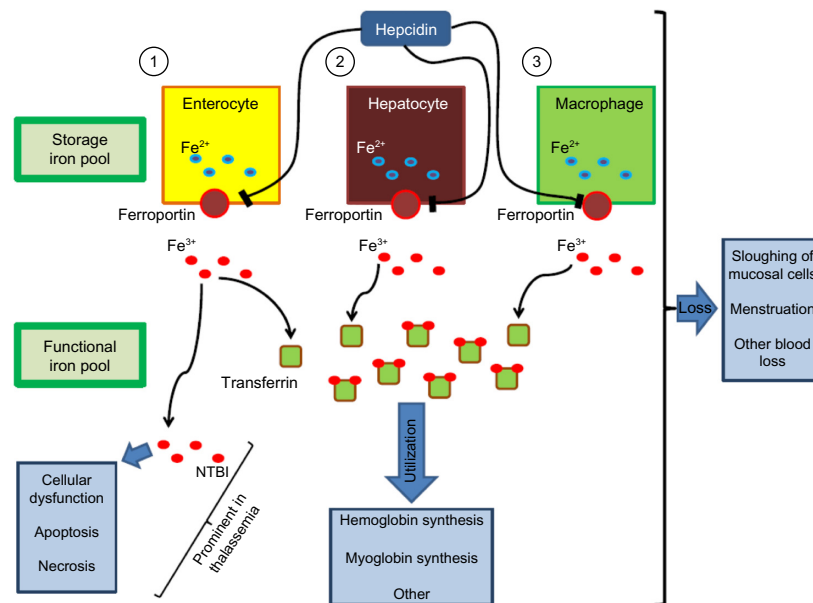 Hepcidin
1
2
3
Enterocyte
Hepatocyte
Macrophage
Storage
iron pool
Fe²⁺
Fe²⁺
Fe²⁺
Ferroportin
Ferroportin
Ferroportin
Fe³⁺
Fe³⁺
Fe³⁺
Loss
Sloughing of
mucosal cells
Menstruation
Other blood
loss
Functional
iron pool
Transferrin
NTBI
Prominent in
thalassemia
Cellular
dysfunction
Apoptosis
Necrosis
Utilization
Hemoglobin synthesis
Myoglobin synthesis
Other